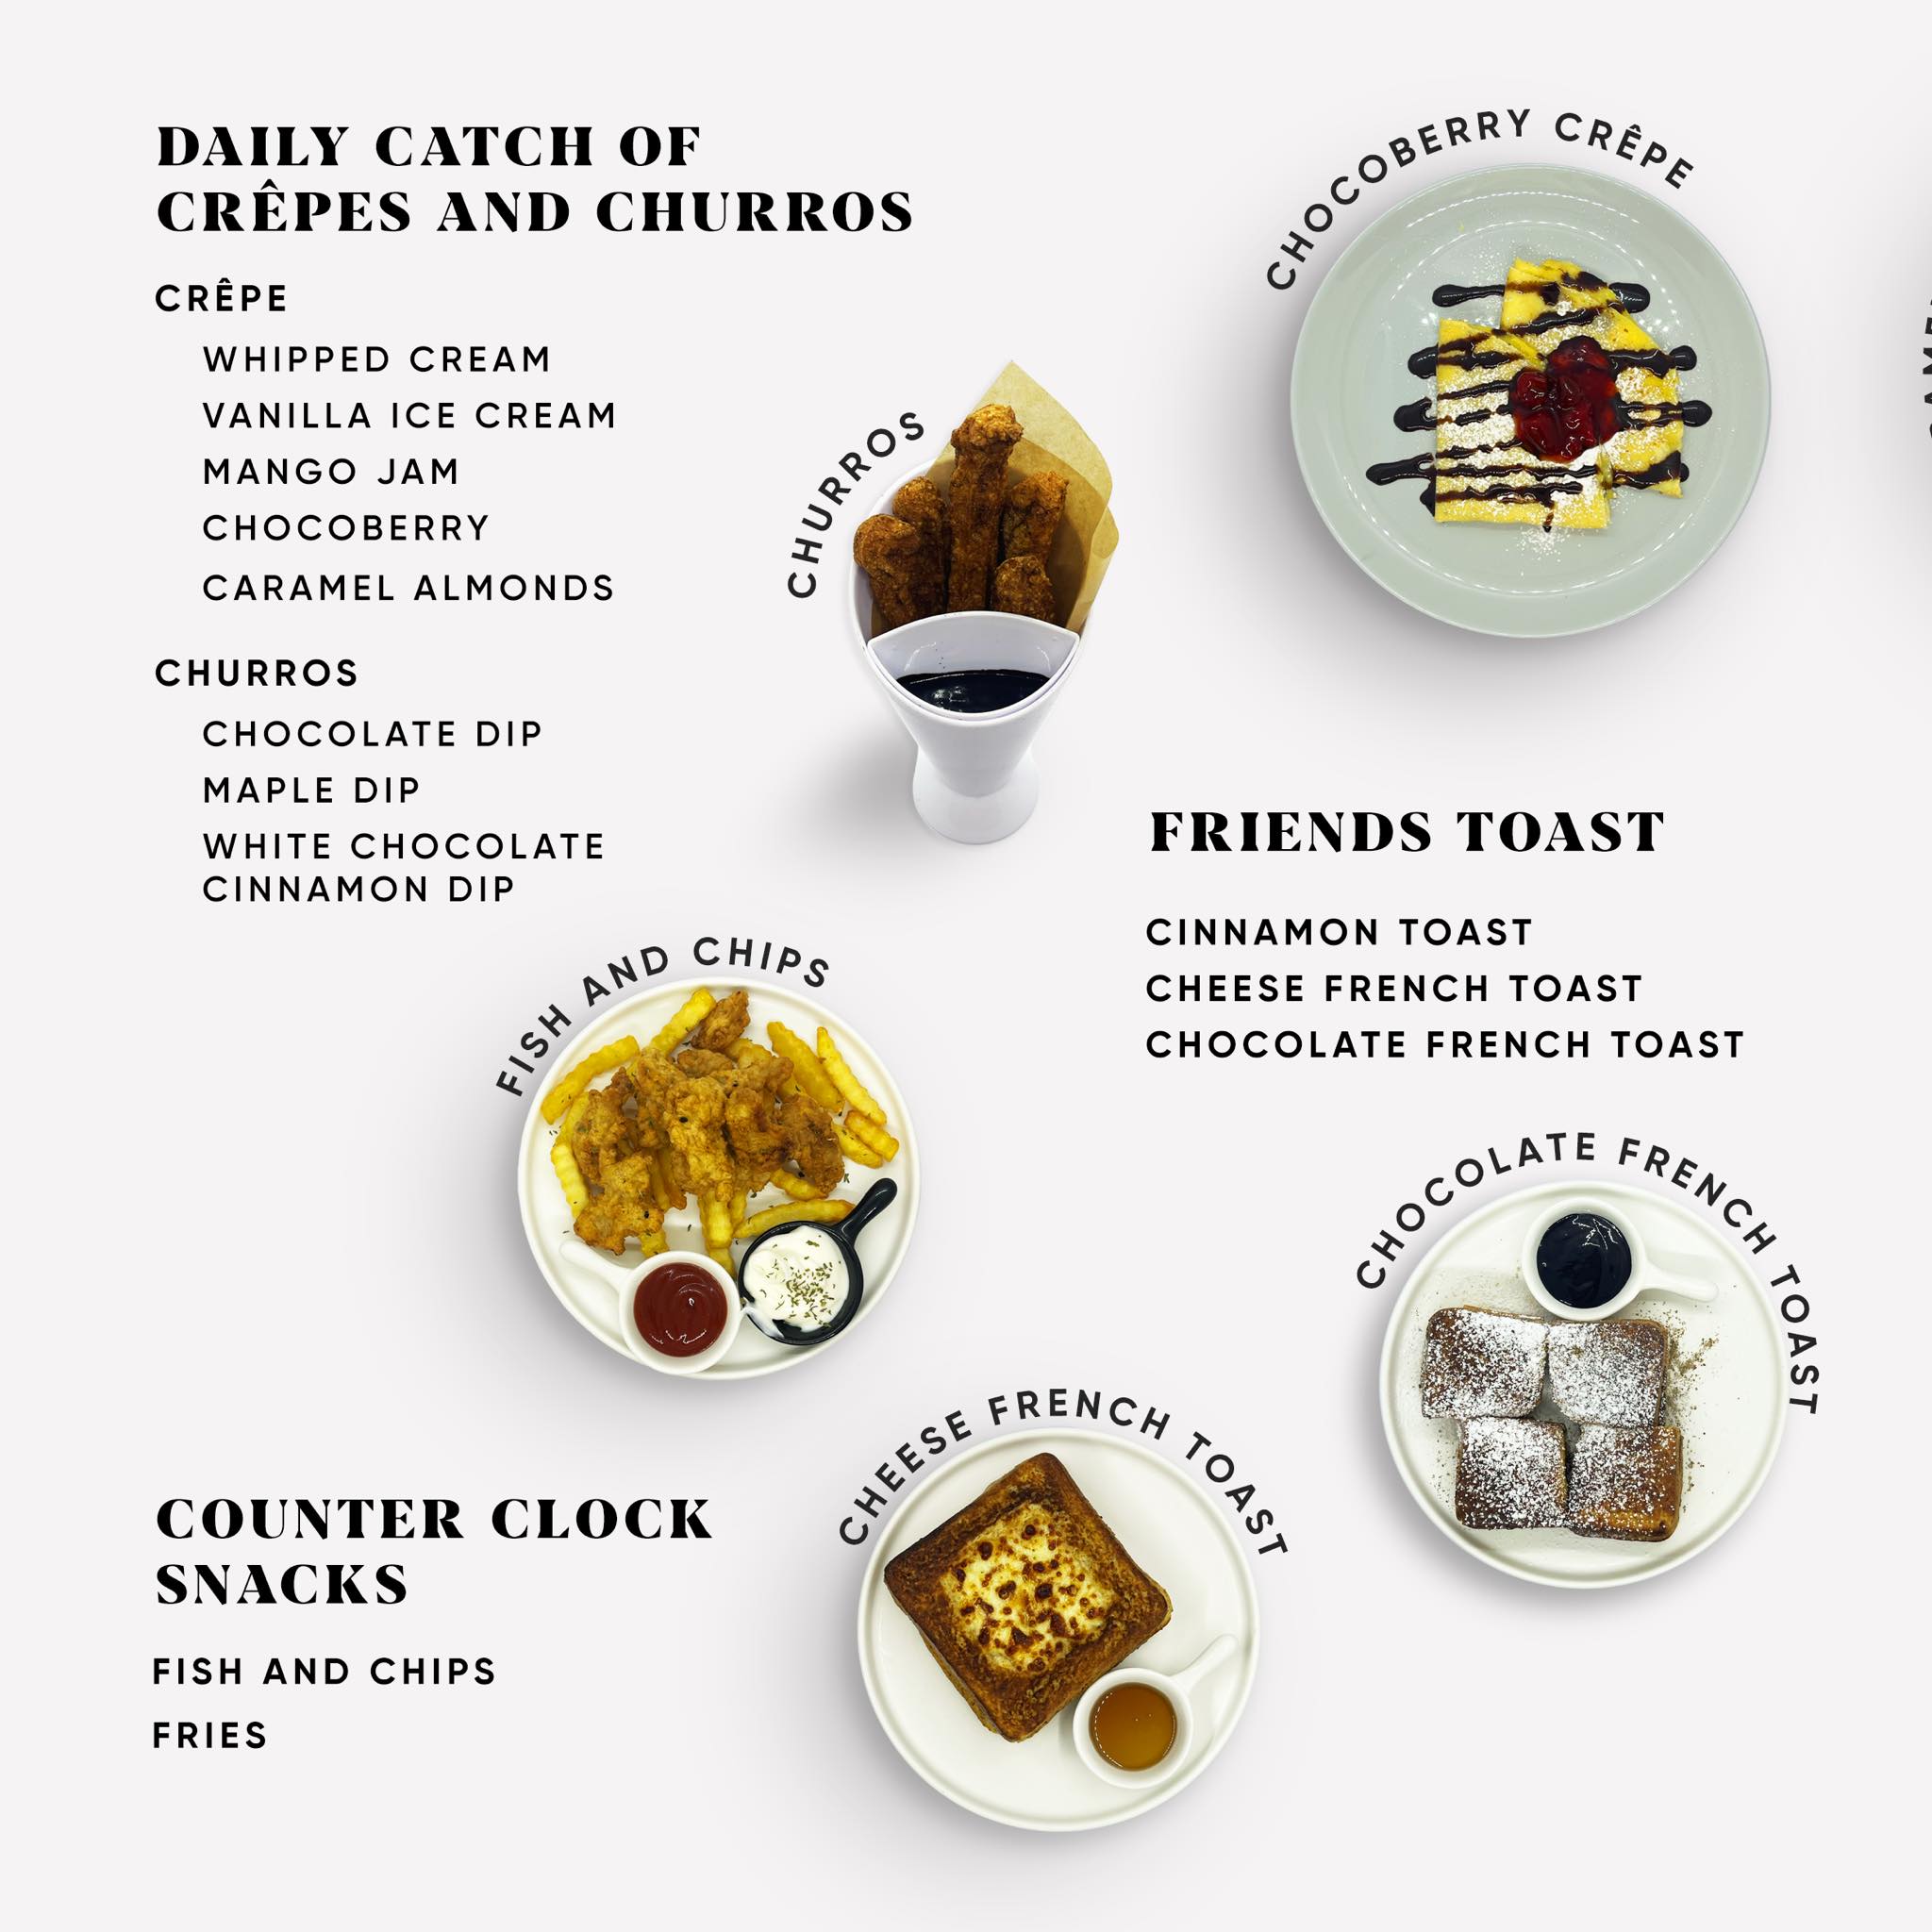 DAILY CATCH OF
CRÊPES AND CHURROS
CRÊPE
WHIPPED CREAM
VANILLA ICE CREAM
MANGO JAM
CHOCOBERRY
CARAMEL ALMONDS
CHURROS
CHOCOLATE DIP
MAPLE DIP
WHITE CHOCOLATE
CINNAMON DIP
CHURROS
CHOCOBERRY CRÊPE
FRIENDS TOAST
CINNAMON TOAST
CHEESE FRENCH TOAST
CHOCOLATE FRENCH TOAST
FISH AND CHIPS
CHOCOLATE FRENCH TOAST
CHEESE FRENCH TOAST
COUNTER CLOCK
SNACKS
FISH AND CHIPS
FRIES